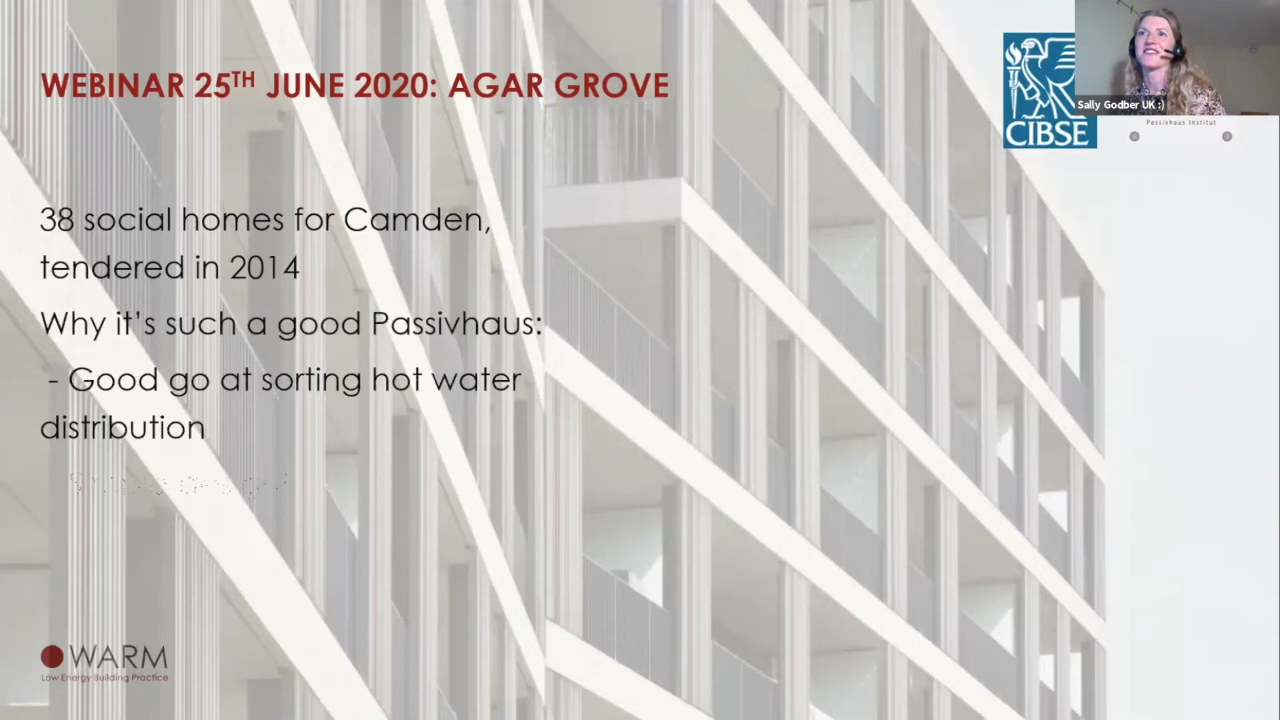 WEBINAR 25TH JUNE 2020: AGAR GROVE
CIBSE
Sally Godber UK :)
Passivhaus Institut
38 social homes for Camden,
tendered in 2014
Why it's such a good Passivhaus:
- Good go at sorting hot water
distribution
WARM
Low Energy Building Practice